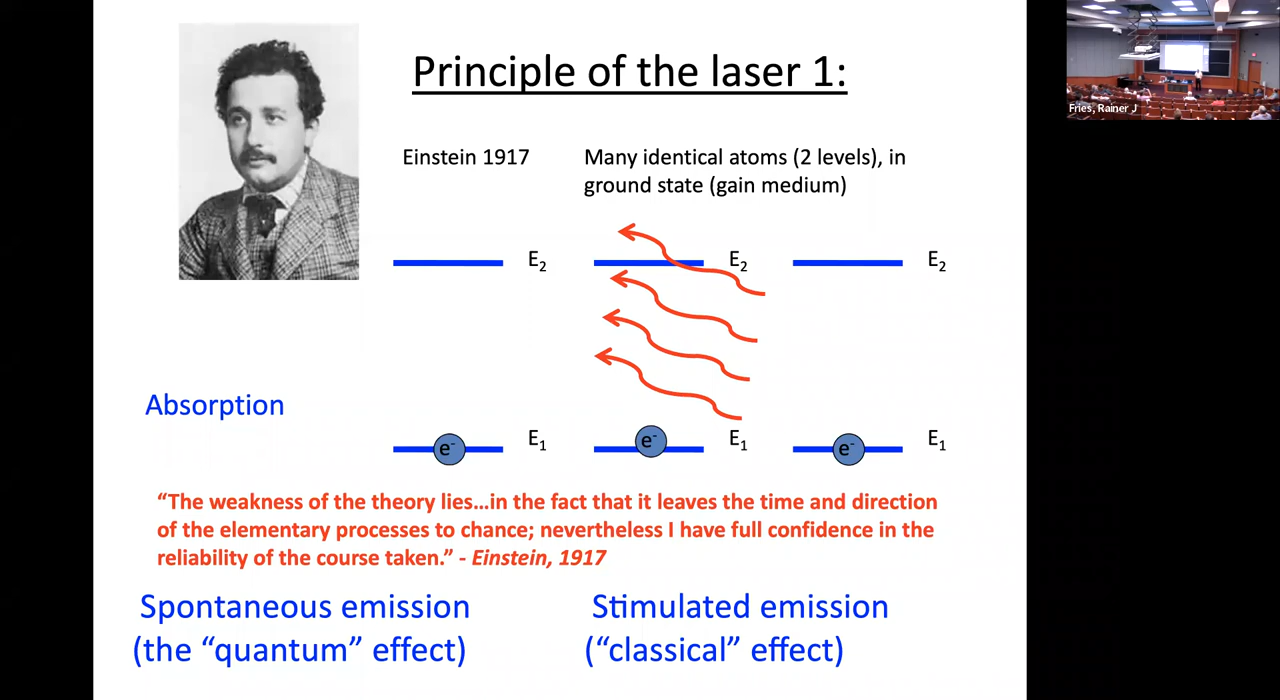 Principle of the laser 1:
Fries, Rainer J
Einstein 1917
Many identical atoms (2 levels), in
ground state (gain medium)
E₂
E₂
E₂
Absorption
e⁻
E₁
e⁻
E₁
e⁻
E₁
“The weakness of the theory lies…in the fact that it leaves the time and direction
of the elementary processes to chance; nevertheless I have full confidence in the
reliability of the course taken.” - Einstein, 1917
Spontaneous emission
(the “quantum” effect)
Stimulated emission
(“classical” effect)